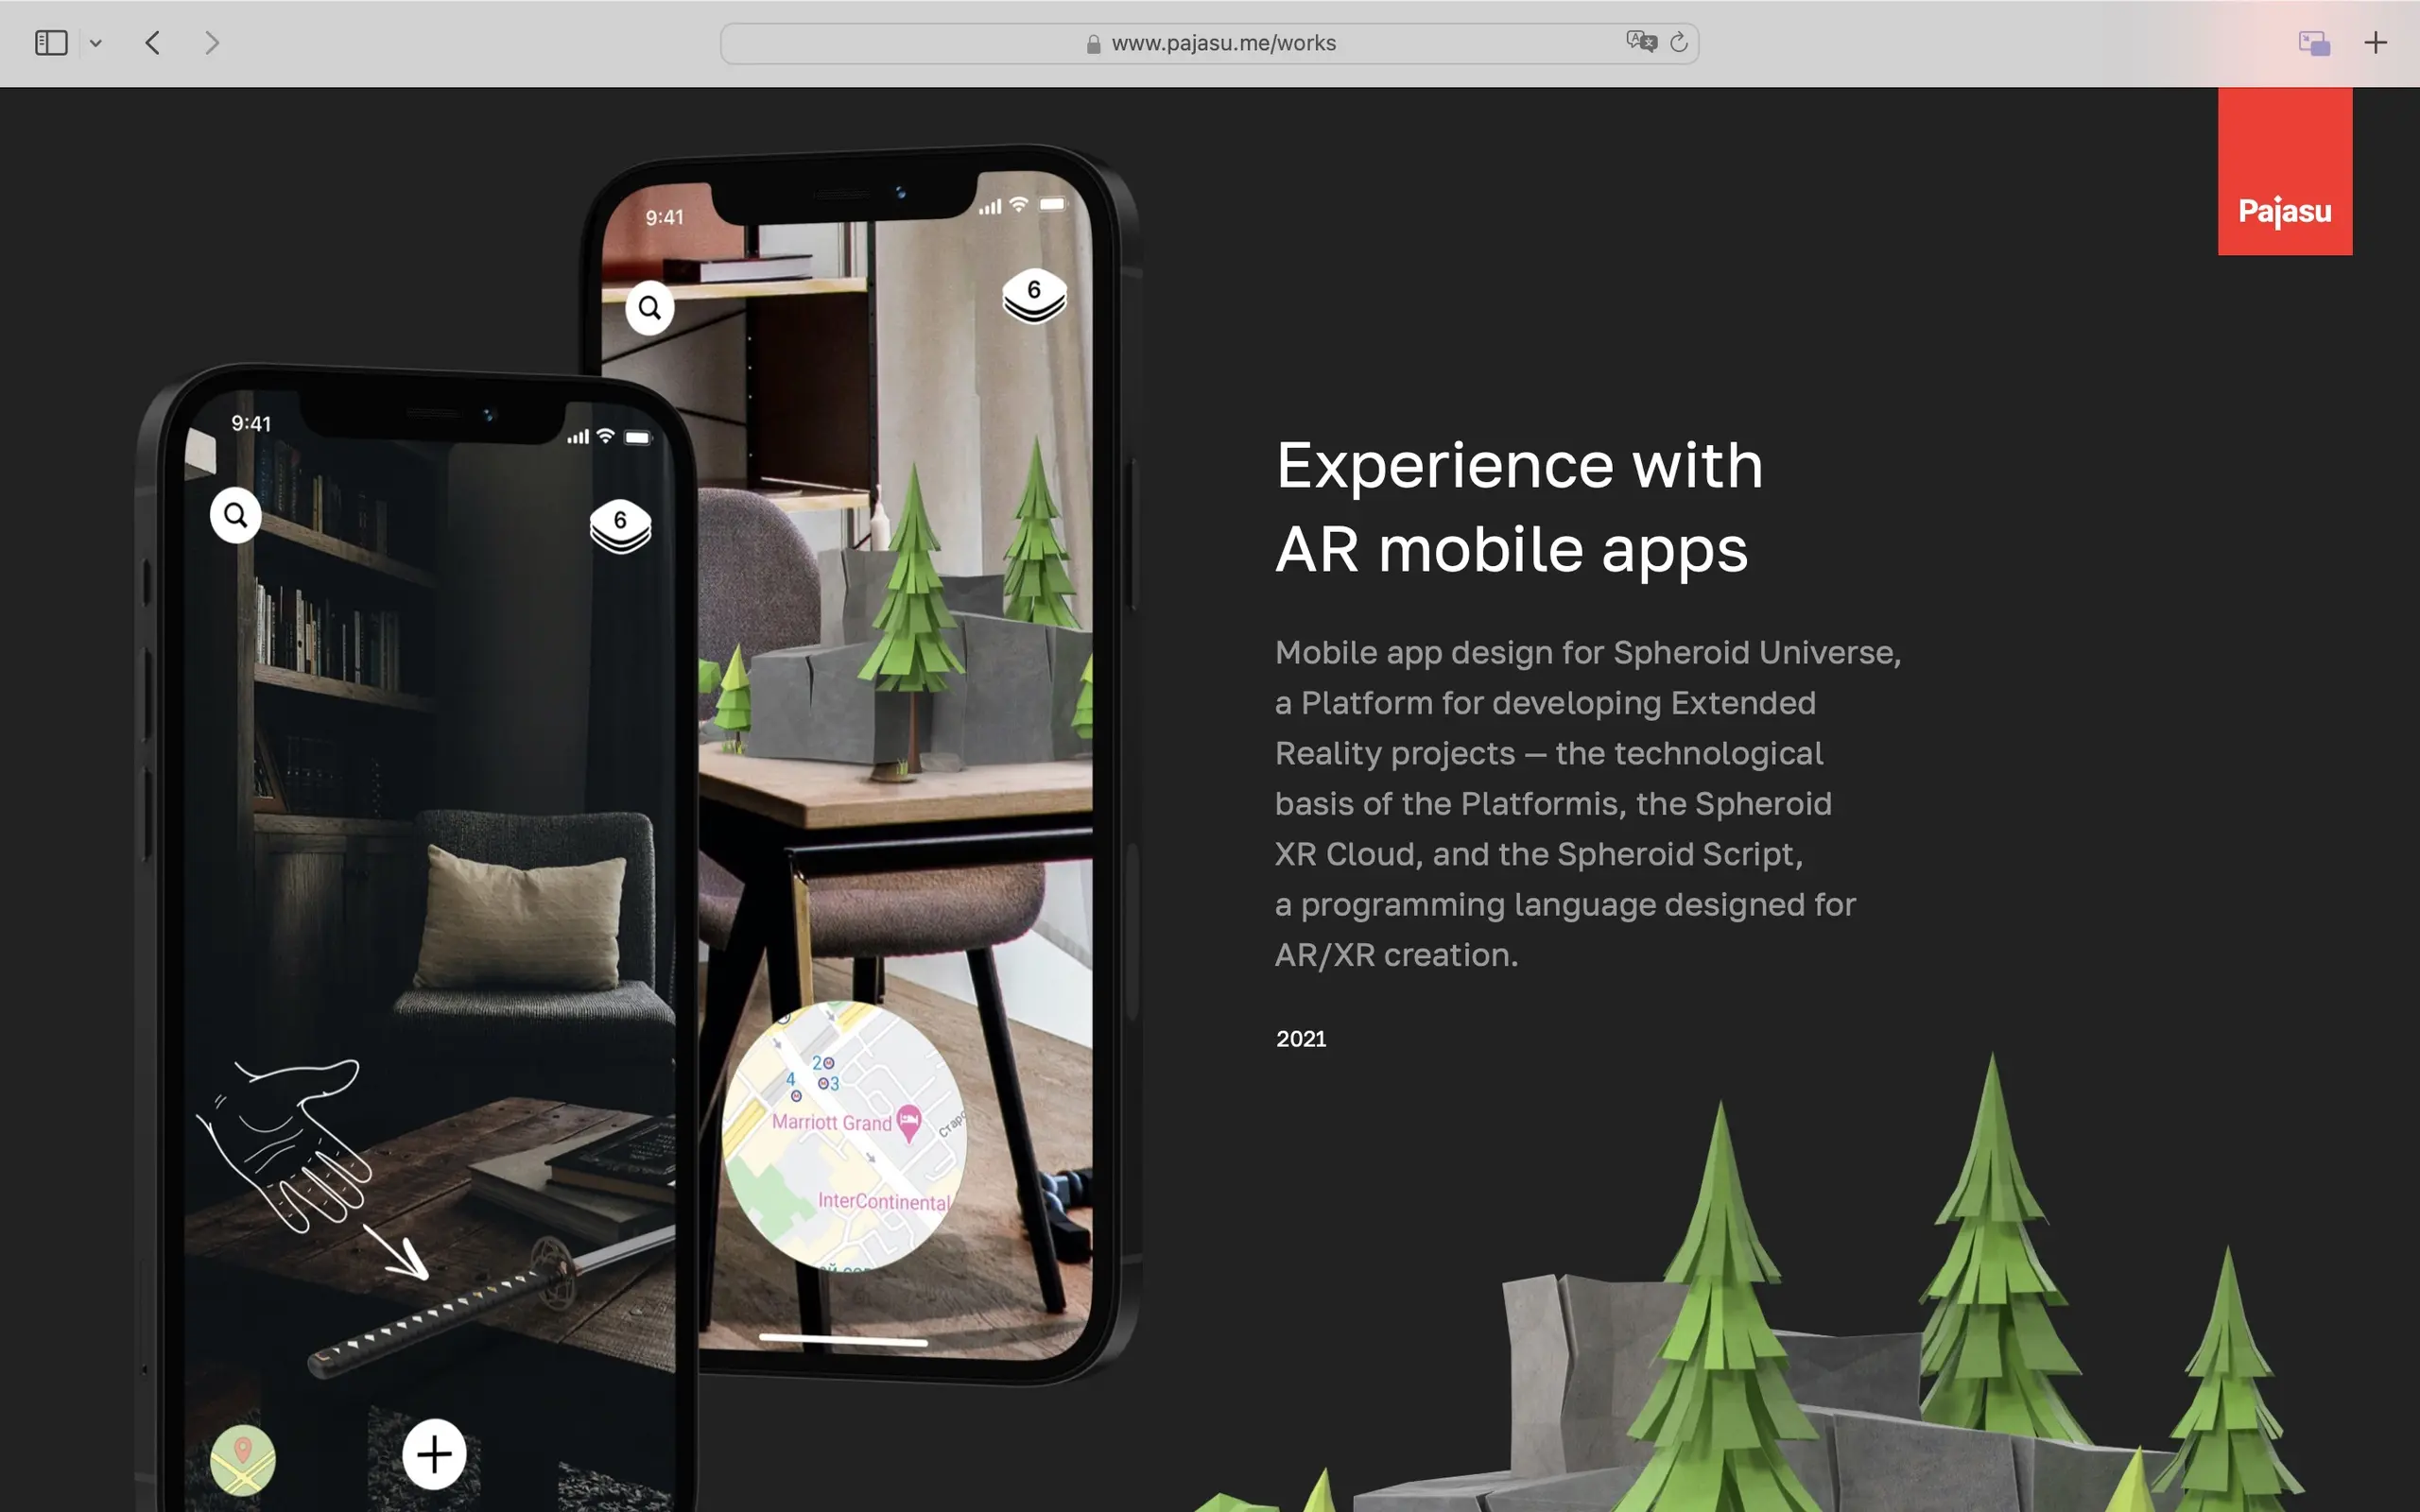 www.pajasu.me/works
Pajasu
9:41
6
9:41
6
Experience with
AR mobile apps
Mobile app design for Spheroid Universe,
a Platform for developing Extended
Reality projects — the technological
basis of the Platformis, the Spheroid
XR Cloud, and the Spheroid Script,
a programming language designed for
AR/XR creation.
2021
2
4
3
Marriott Grand
Старо
InterContinental